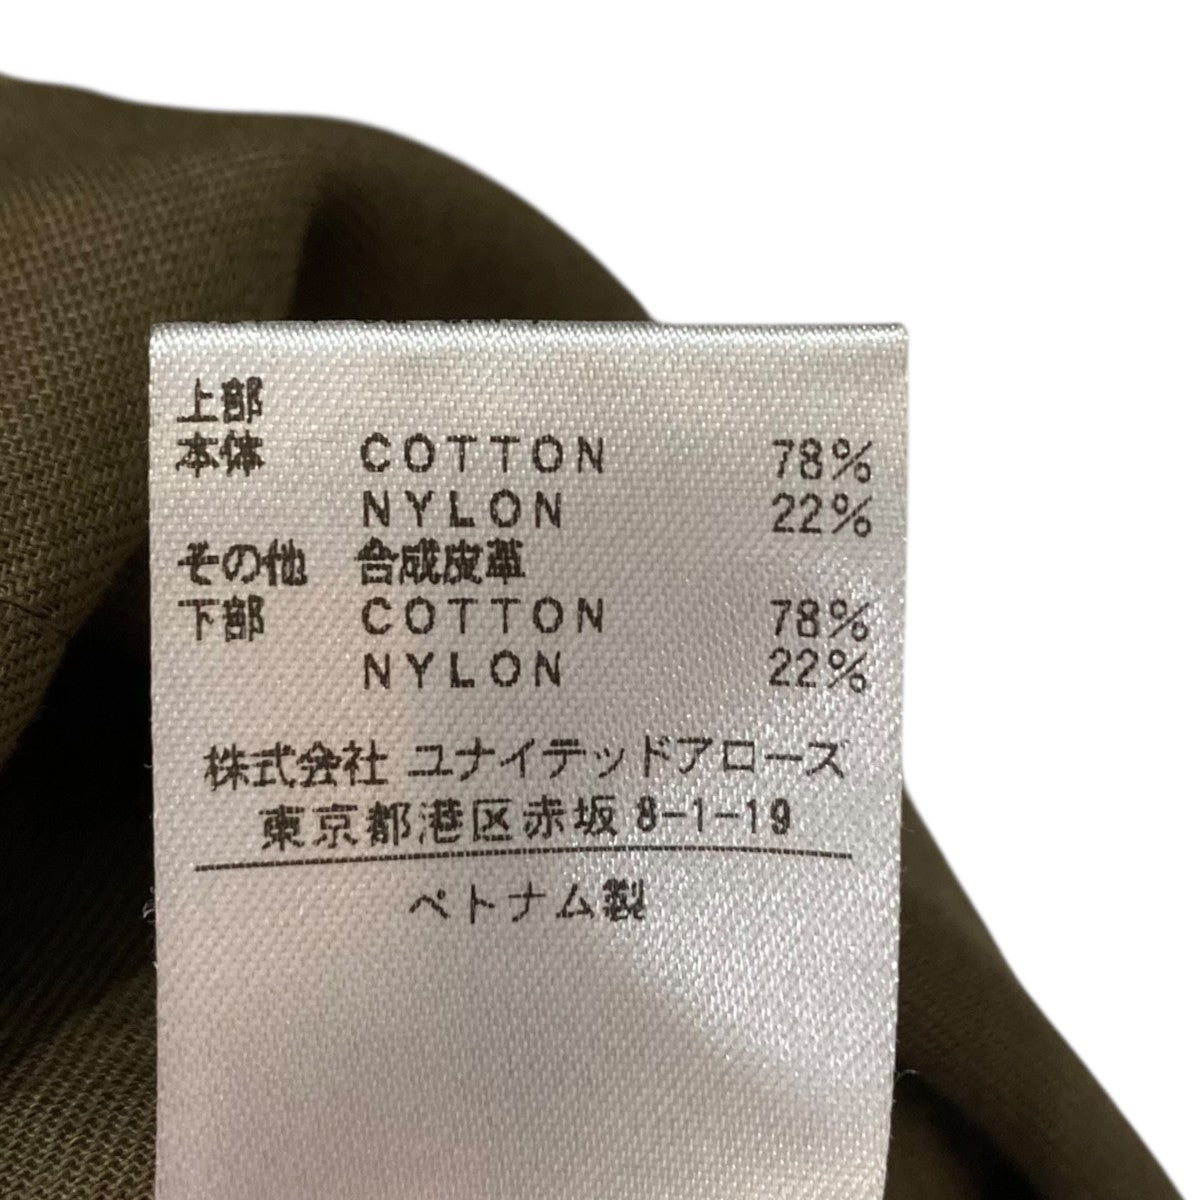 上部
本体 COTTON 78%
NYLON 22%
その他 合成皮革
下部 COTTON 78%
NYLON 22%
株式会社 ユナイテッドアローズ
東京都港区赤坂 8-1-19
ベトナム製